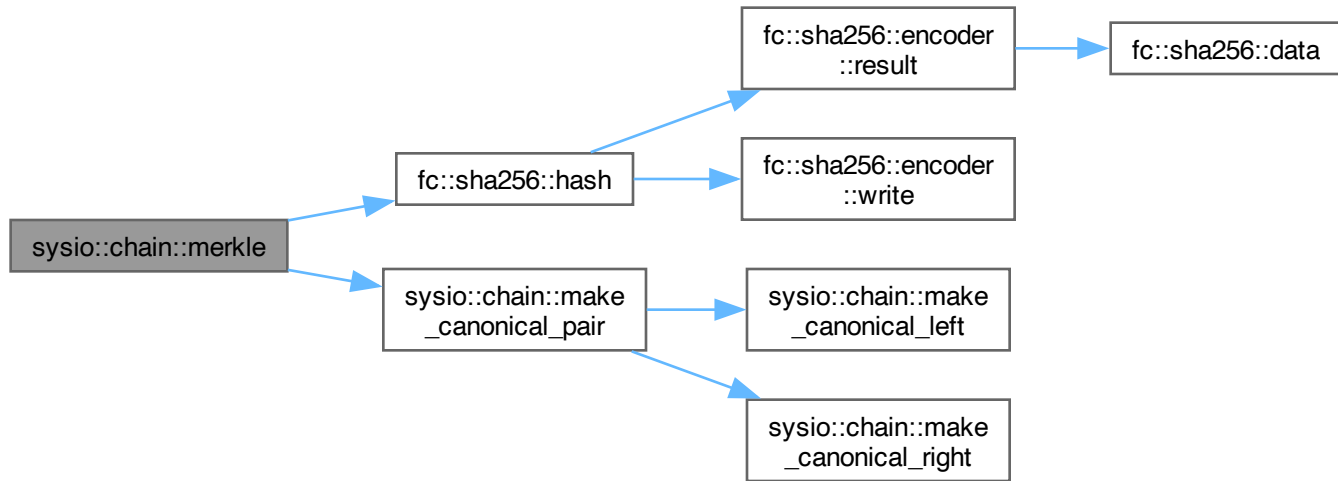 fc::sha256::encoder
::result
fc::sha256::data
fc::sha256::hash
fc::sha256::encoder
::write
sysio::chain::merkle
sysio::chain::make
_canonical_pair
sysio::chain::make
_canonical_left
sysio::chain::make
_canonical_right